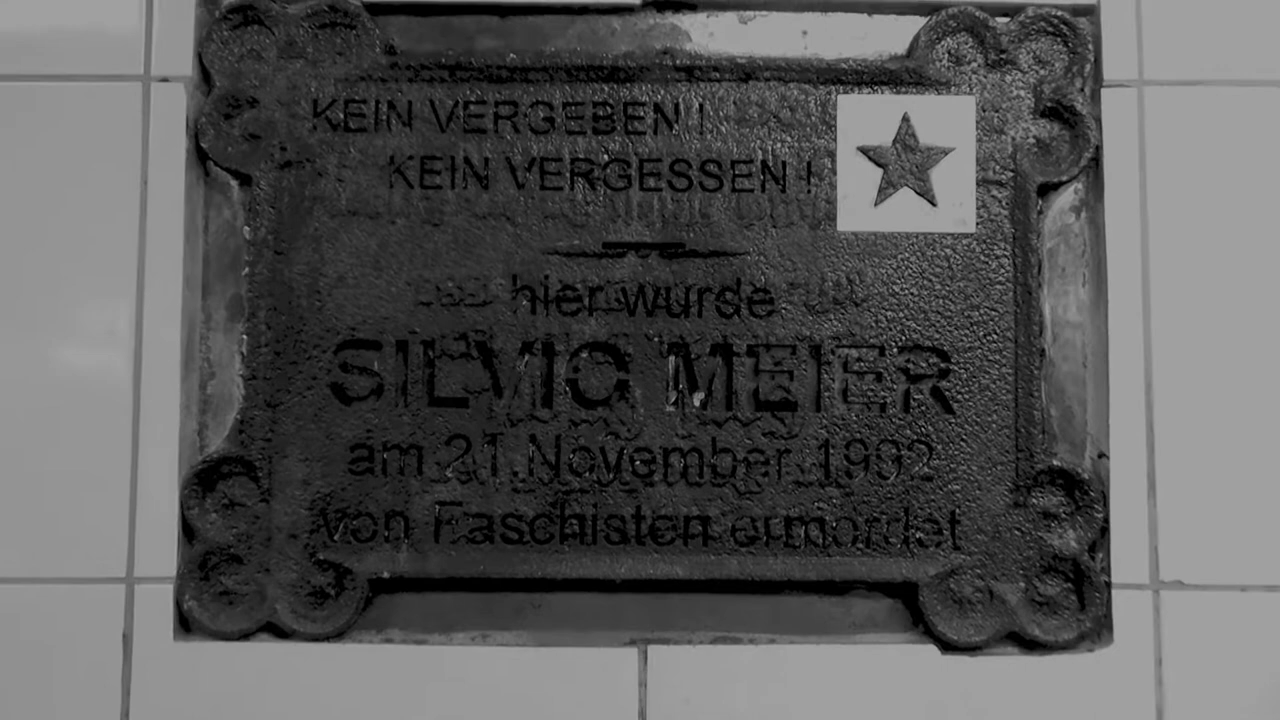 KEIN VERGEBEN !
KEIN VERGESSEN !
hier wurde
SILVIO MEIER
am 21. November 1992
von Faschisten ermordet